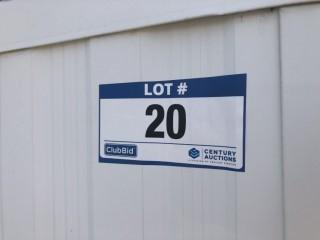 LOT #
20
ClubBid
CENTURY
AUCTIONS